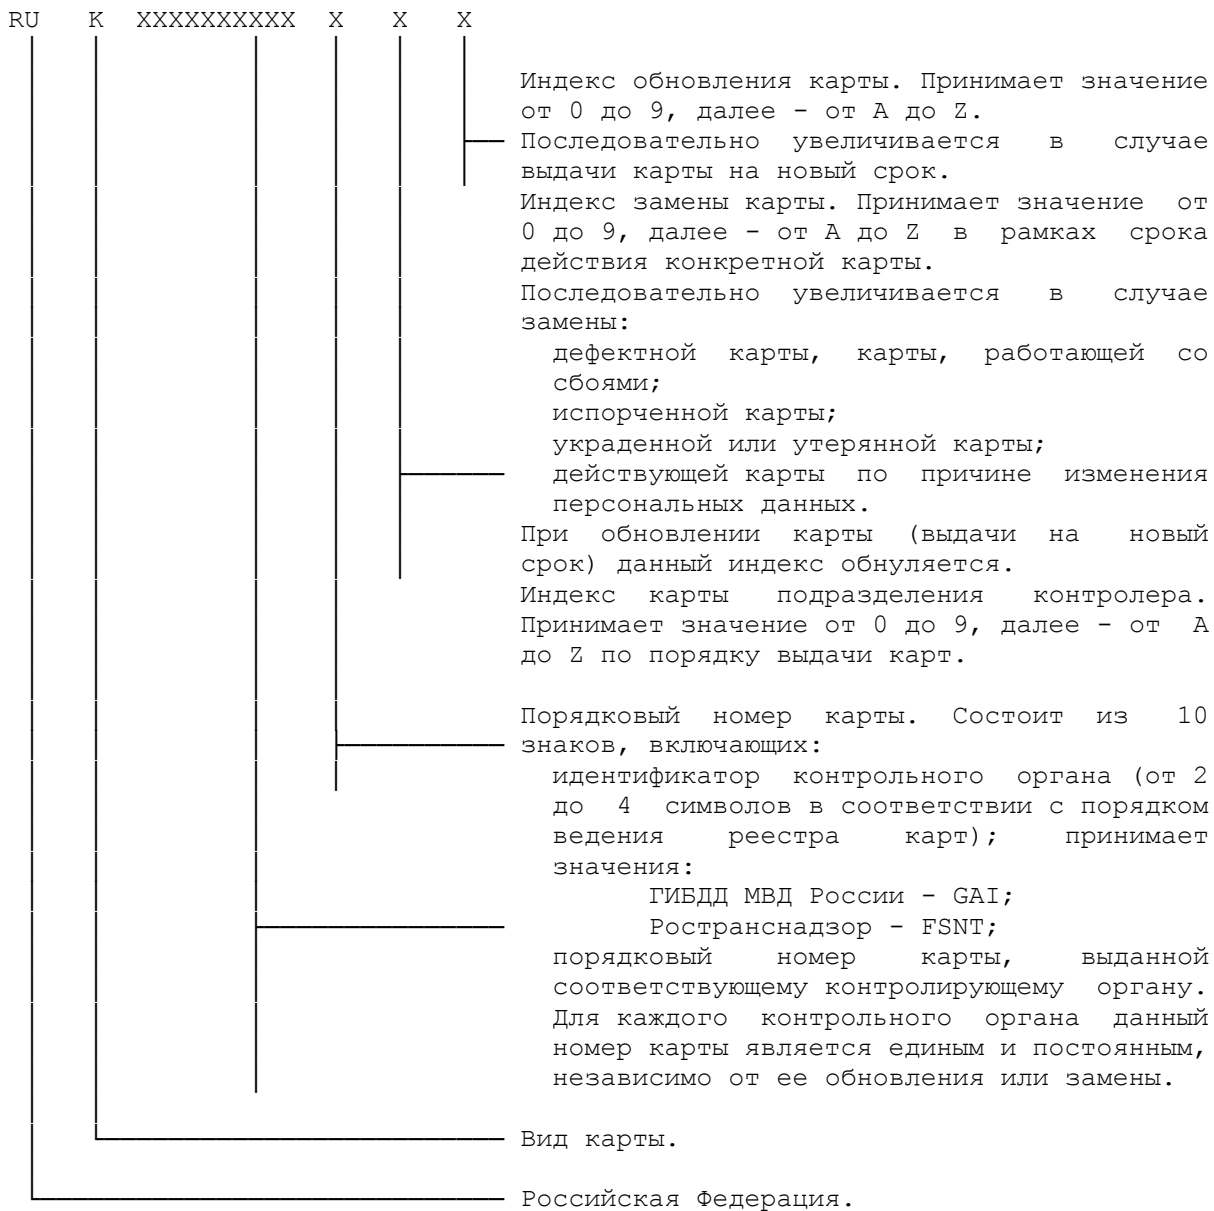 RU K XXXXXXXXXX X X X
Индекс обновления карты. Принимает значение
от 0 до 9, далее - от A до Z.
Последовательно увеличивается в случае
выдачи карты на новый срок.
Индекс замены карты. Принимает значение от
0 до 9, далее - от A до Z в рамках срока
действия конкретной карты.
Последовательно увеличивается в случае
замены:
дефектной карты, карты, работающей со
сбоями;
испорченной карты;
украденной или утерянной карты;
действующей карты по причине изменения
персональных данных.
При обновлении карты (выдачи на новый
срок) данный индекс обнуляется.
Индекс карты подразделения контролера.
Принимает значение от 0 до 9, далее - от A
до Z по порядку выдачи карт.
Порядковый номер карты. Состоит из 10
знаков, включающих:
идентификатор контрольного органа (от 2
до 4 символов в соответствии с порядком
ведения реестра карт); принимает
значения:
ГИБДД МВД России - GAI;
Ространснадзор - FSNT;
порядковый номер карты, выданной
соответствующему контролирующему органу.
Для каждого контрольного органа данный
номер карты является единым и постоянным,
независимо от ее обновления или замены.
Вид карты.
Российская Федерация.